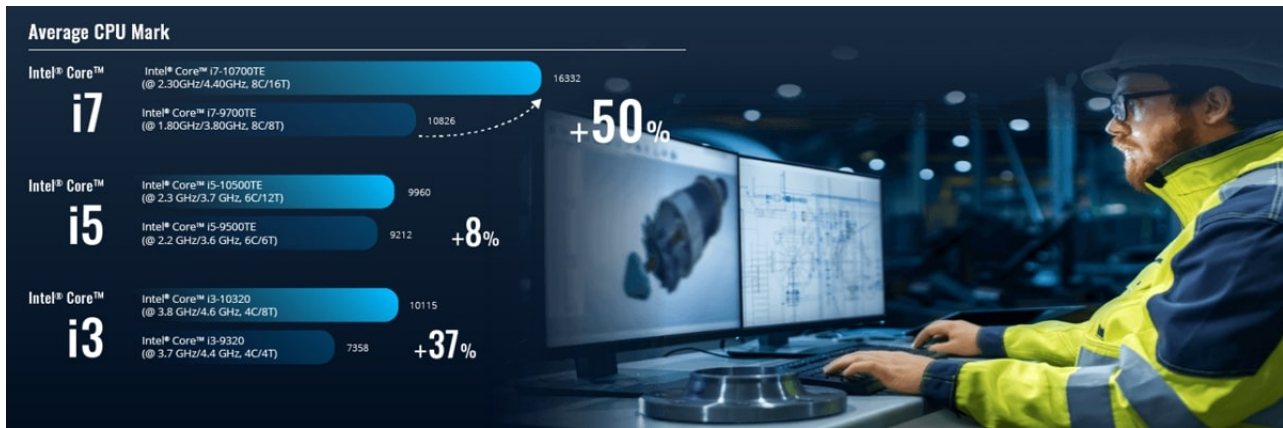 Average CPU Mark
Intel® Core™
i7
Intel® Core™ i7-10700TE
(@ 2.30GHz/4.40GHz, 8C/16T)
16332
Intel® Core™ i7-9700TE
(@ 1.80GHz/3.80GHz, 8C/8T)
10826
+50%
Intel® Core™
i5
Intel® Core™ i5-10500TE
(@ 2.3 GHz/3.7 GHz, 6C/12T)
9960
Intel® Core™ i5-9500TE
(@ 2.2 GHz/3.6 GHz, 6C/6T)
9212
+8%
Intel® Core™
i3
Intel® Core™ i3-10320
(@ 3.8 GHz/4.6 GHz, 4C/8T)
10115
Intel® Core™ i3-9320
(@ 3.7 GHz/4.4 GHz, 4C/4T)
7358
+37%